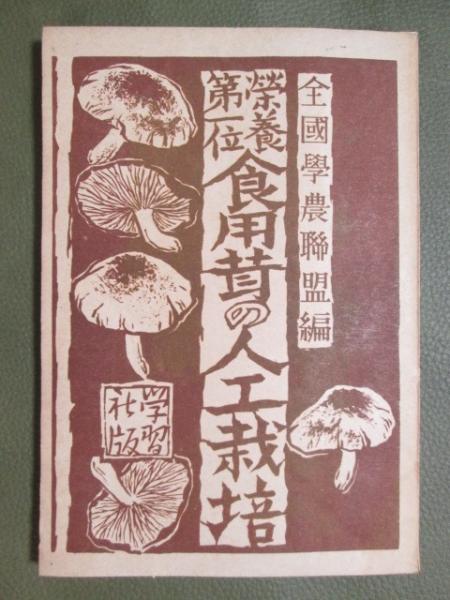 全國學農聯盟編
榮養
第一位
食用茸の人工栽培
学習
社版